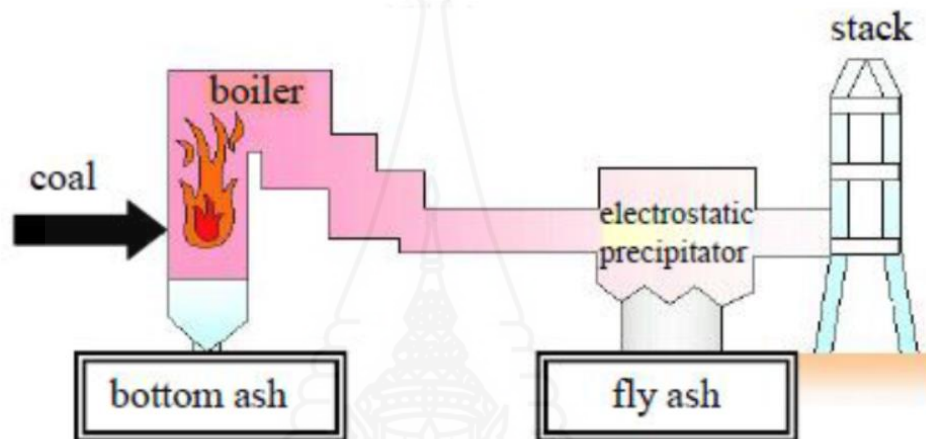 stack
boiler
coal
electrostatic
precipitator
bottom ash
fly ash